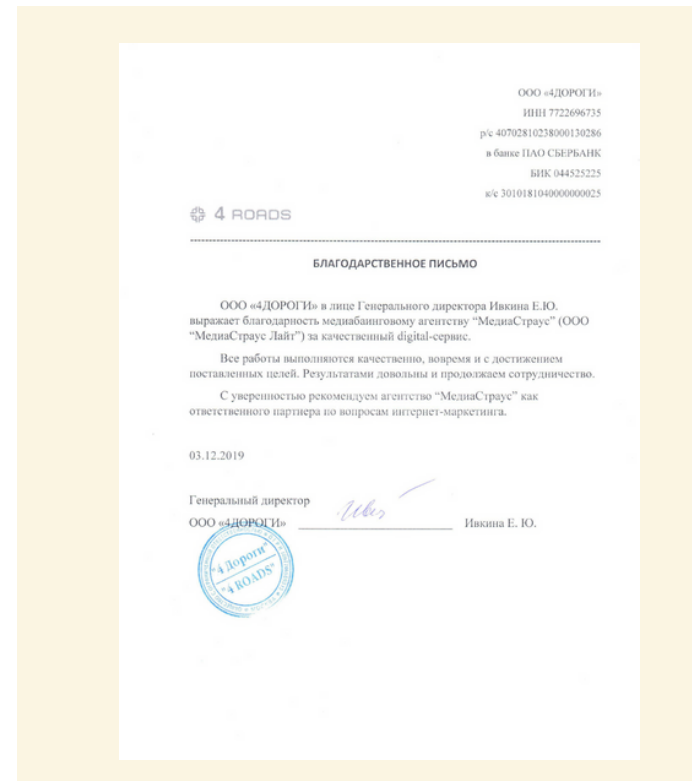 ООО «4ДОРОГИ»
ИНН 7722696735
р/с 40702810238000130286
в банке ПАО СБЕРБАНК
БИК 044525225
к/с 3010181040000000025
4 ROADS
БЛАГОДАРСТВЕННОЕ ПИСЬМО
ООО «4ДОРОГИ» в лице Генерального директора Ивкина Е.Ю.
выражает благодарность медиабаинговому агентству “МедиаСтраус” (ООО
“МедиаСтраус Лайт”) за качественный digital-сервис.
Все работы выполняются качественно, вовремя и с достижением
поставленных целей. Результатами довольны и продолжаем сотрудничество.
С уверенностью рекомендуем агентство “МедиаСтраус” как
ответственного партнера по вопросам интернет-маркетинга.
03.12.2019
Генеральный директор
ООО «4ДОРОГИ»
Ивкина Е. Ю.
"4 Дороги"
"4 ROADS"